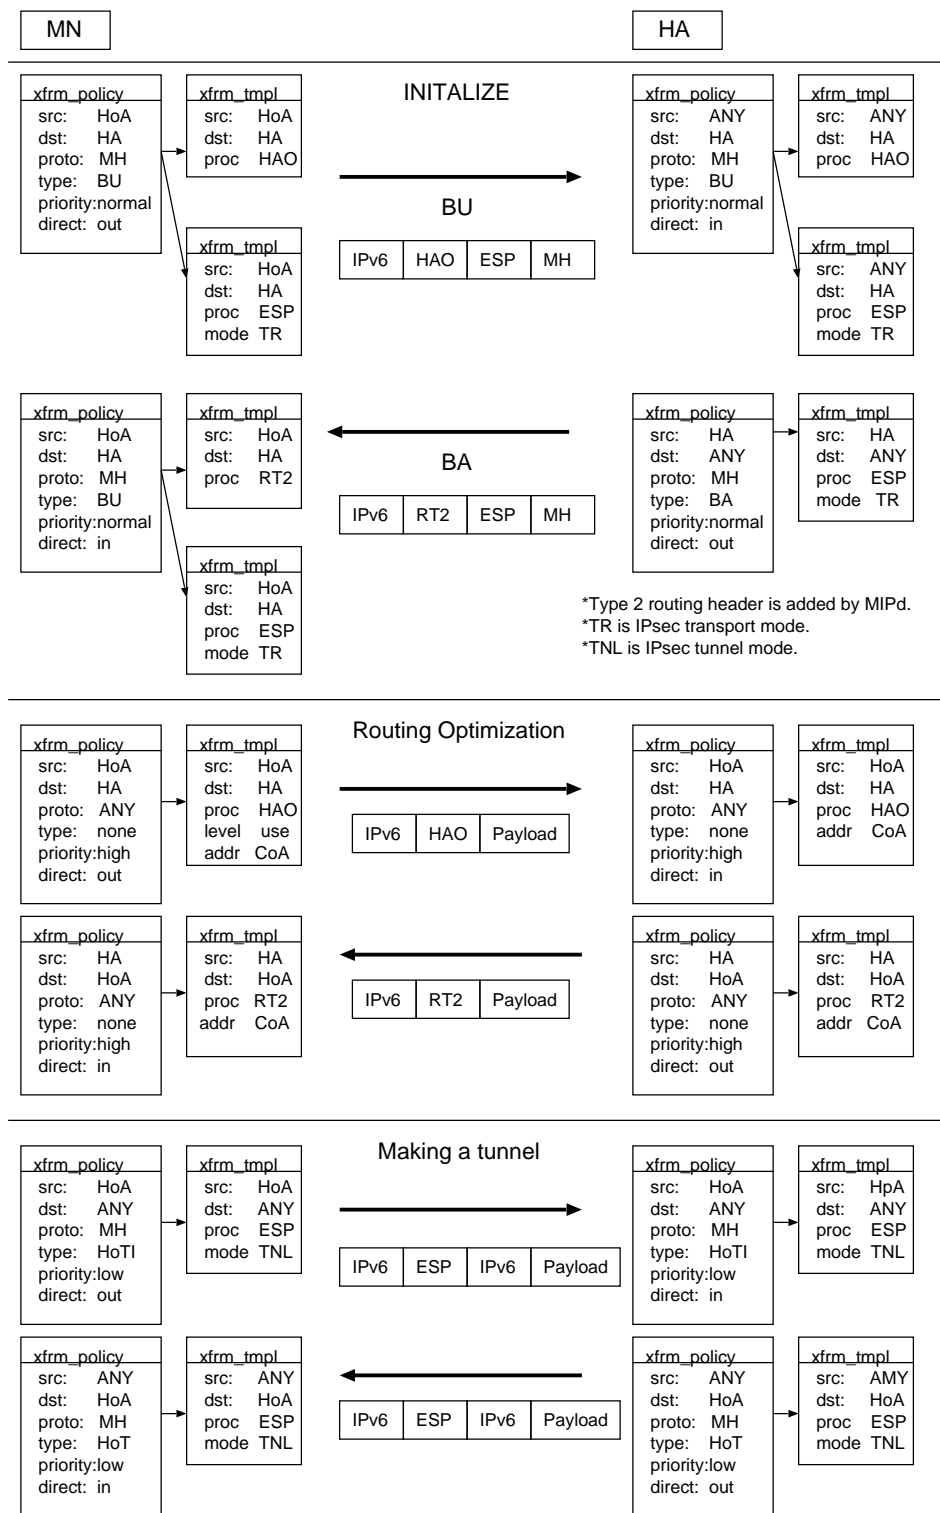 MN
HA
INITALIZE
xfrm_policy
src: HoA
dst: HA
proto: MH
type: BU
priority:normal
direct: out
xfrm_tmpl
src: HoA
dst: HA
proc HAO
xfrm_tmpl
src: HoA
dst: HA
proc ESP
mode TR
BU
IPv6 HAO ESP MH
xfrm_policy
src: ANY
dst: HA
proto: MH
type: BU
priority:normal
direct: in
xfrm_tmpl
src: ANY
dst: HA
proc HAO
xfrm_tmpl
src: ANY
dst: HA
proc ESP
mode TR
xfrm_policy
src: HoA
dst: HA
proto: MH
type: BU
priority:normal
direct: in
xfrm_tmpl
src: HoA
dst: HA
proc RT2
xfrm_tmpl
src: HoA
dst: HA
proc ESP
mode TR
BA
IPv6 RT2 ESP MH
xfrm_policy
src: HA
dst: ANY
proto: MH
type: BA
priority:normal
direct: out
xfrm_tmpl
src: HA
dst: ANY
proc ESP
mode TR
*Type 2 routing header is added by MIPd.
*TR is IPsec transport mode.
*TNL is IPsec tunnel mode.
Routing Optimization
xfrm_policy
src: HoA
dst: HA
proto: ANY
type: none
priority:high
direct: out
xfrm_tmpl
src: HoA
dst: HA
proc HAO
level use
addr CoA
IPv6 HAO Payload
xfrm_policy
src: HoA
dst: HA
proto: ANY
type: none
priority:high
direct: in
xfrm_tmpl
src: HoA
dst: HA
proc HAO
addr CoA
xfrm_policy
src: HA
dst: HoA
proto: ANY
type: none
priority:high
direct: in
xfrm_tmpl
src: HA
dst: HoA
proc RT2
addr CoA
IPv6 RT2 Payload
xfrm_policy
src: HA
dst: HoA
proto: ANY
type: none
priority:high
direct: out
xfrm_tmpl
src: HA
dst: HoA
proc RT2
addr CoA
Making a tunnel
xfrm_policy
src: HoA
dst: ANY
proto: MH
type: HoTI
priority:low
direct: out
xfrm_tmpl
src: HoA
dst: ANY
proc ESP
mode TNL
IPv6 ESP IPv6 Payload
xfrm_policy
src: HoA
dst: ANY
proto: MH
type: HoTI
priority:low
direct: in
xfrm_tmpl
src: HpA
dst: ANY
proc ESP
mode TNL
xfrm_policy
src: ANY
dst: HoA
proto: MH
type: HoT
priority:low
direct: in
xfrm_tmpl
src: ANY
dst: HoA
proc ESP
mode TNL
IPv6 ESP IPv6 Payload
xfrm_policy
src: ANY
dst: HoA
proto: MH
type: HoT
priority:low
direct: out
xfrm_tmpl
src: AMY
dst: HoA
proc ESP
mode TNL